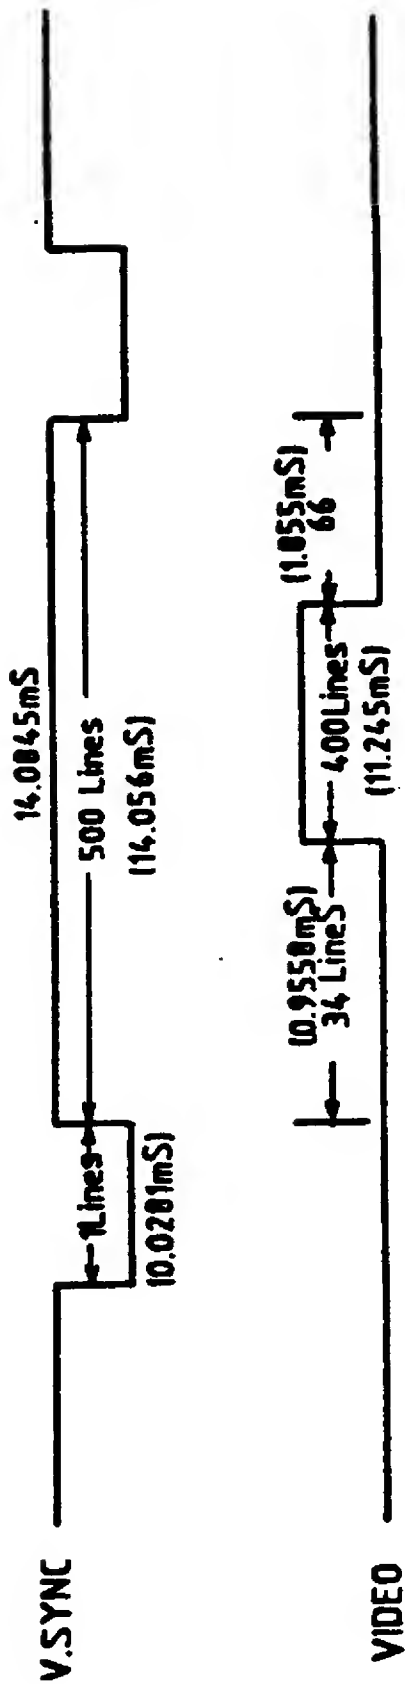 V.SYNC
14.0845mS
1Lines
500 Lines
(0.0281mS)
(14.056mS)
VIDEO
(0.9558mS)
34 Lines
400Lines
(11.245mS)
(1.855mS)
66